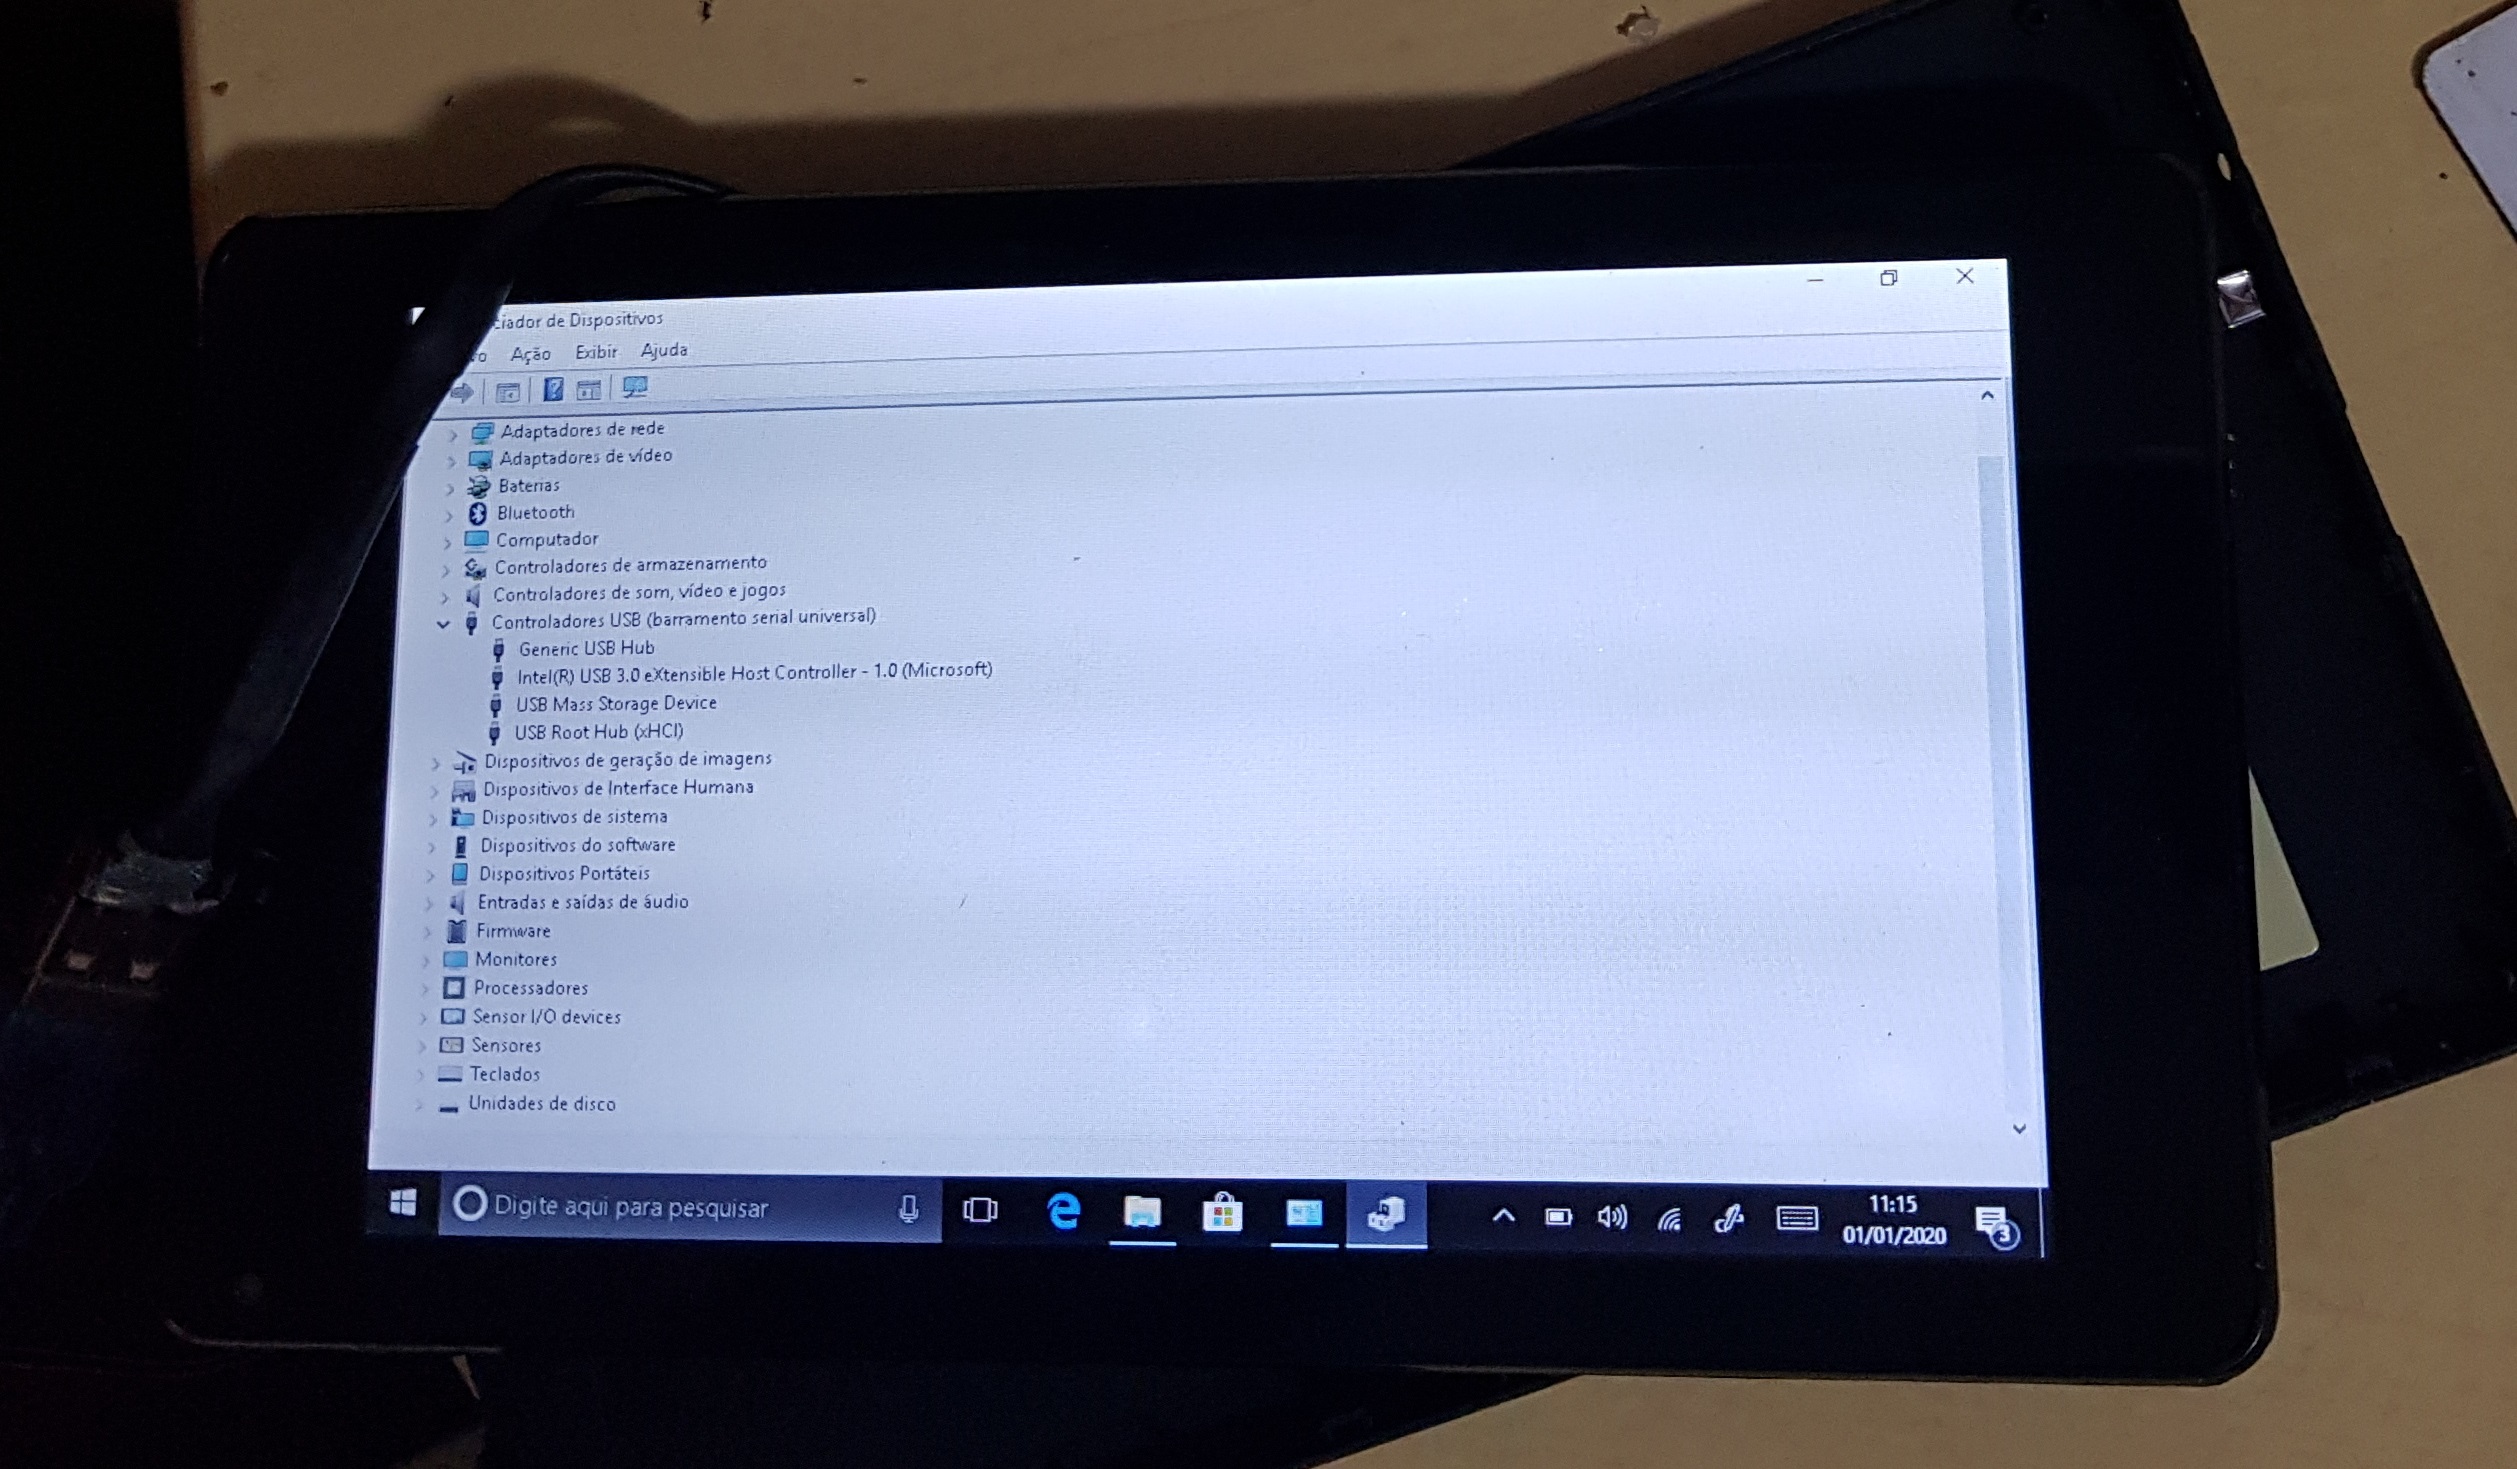 ciador de Dispositivos
vo Ação Exibir Ajuda
Adaptadores de rede
Adaptadores de vídeo
Baterias
Bluetooth
Computador
Controladores de armazenamento
Controladores de som, vídeo e jogos
Controladores USB (barramento serial universal)
Generic USB Hub
Intel(R) USB 3.0 eXtensible Host Controller - 1.0 (Microsoft)
USB Mass Storage Device
USB Root Hub (xHCI)
Dispositivos de geração de imagens
Dispositivos de Interface Humana
Dispositivos de sistema
Dispositivos do software
Dispositivos Portáteis
Entradas e saídas de áudio
Firmware
Monitores
Processadores
Sensor I/O devices
Sensores
Teclados
Unidades de disco
Digite aqui para pesquisar
11:15
01/01/2020
3